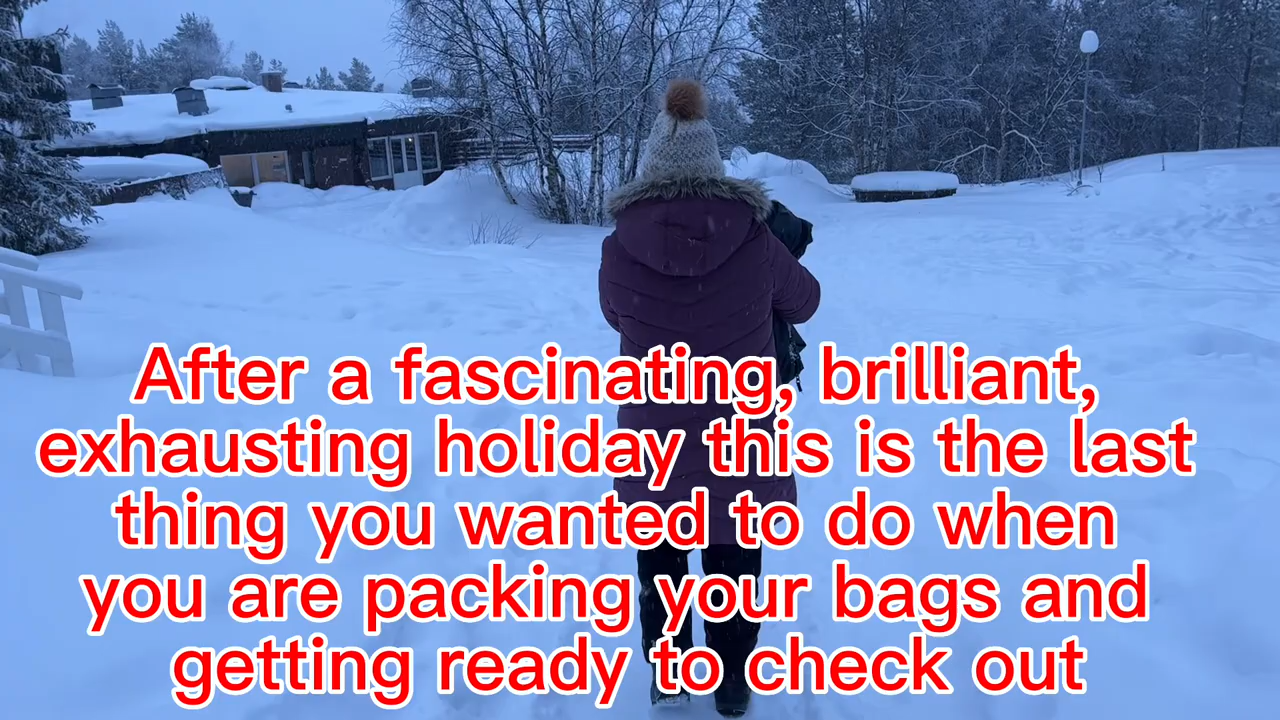 After a fascinating, brilliant,
exhausting holiday this is the last
thing you wanted to do when
you are packing your bags and
getting ready to check out